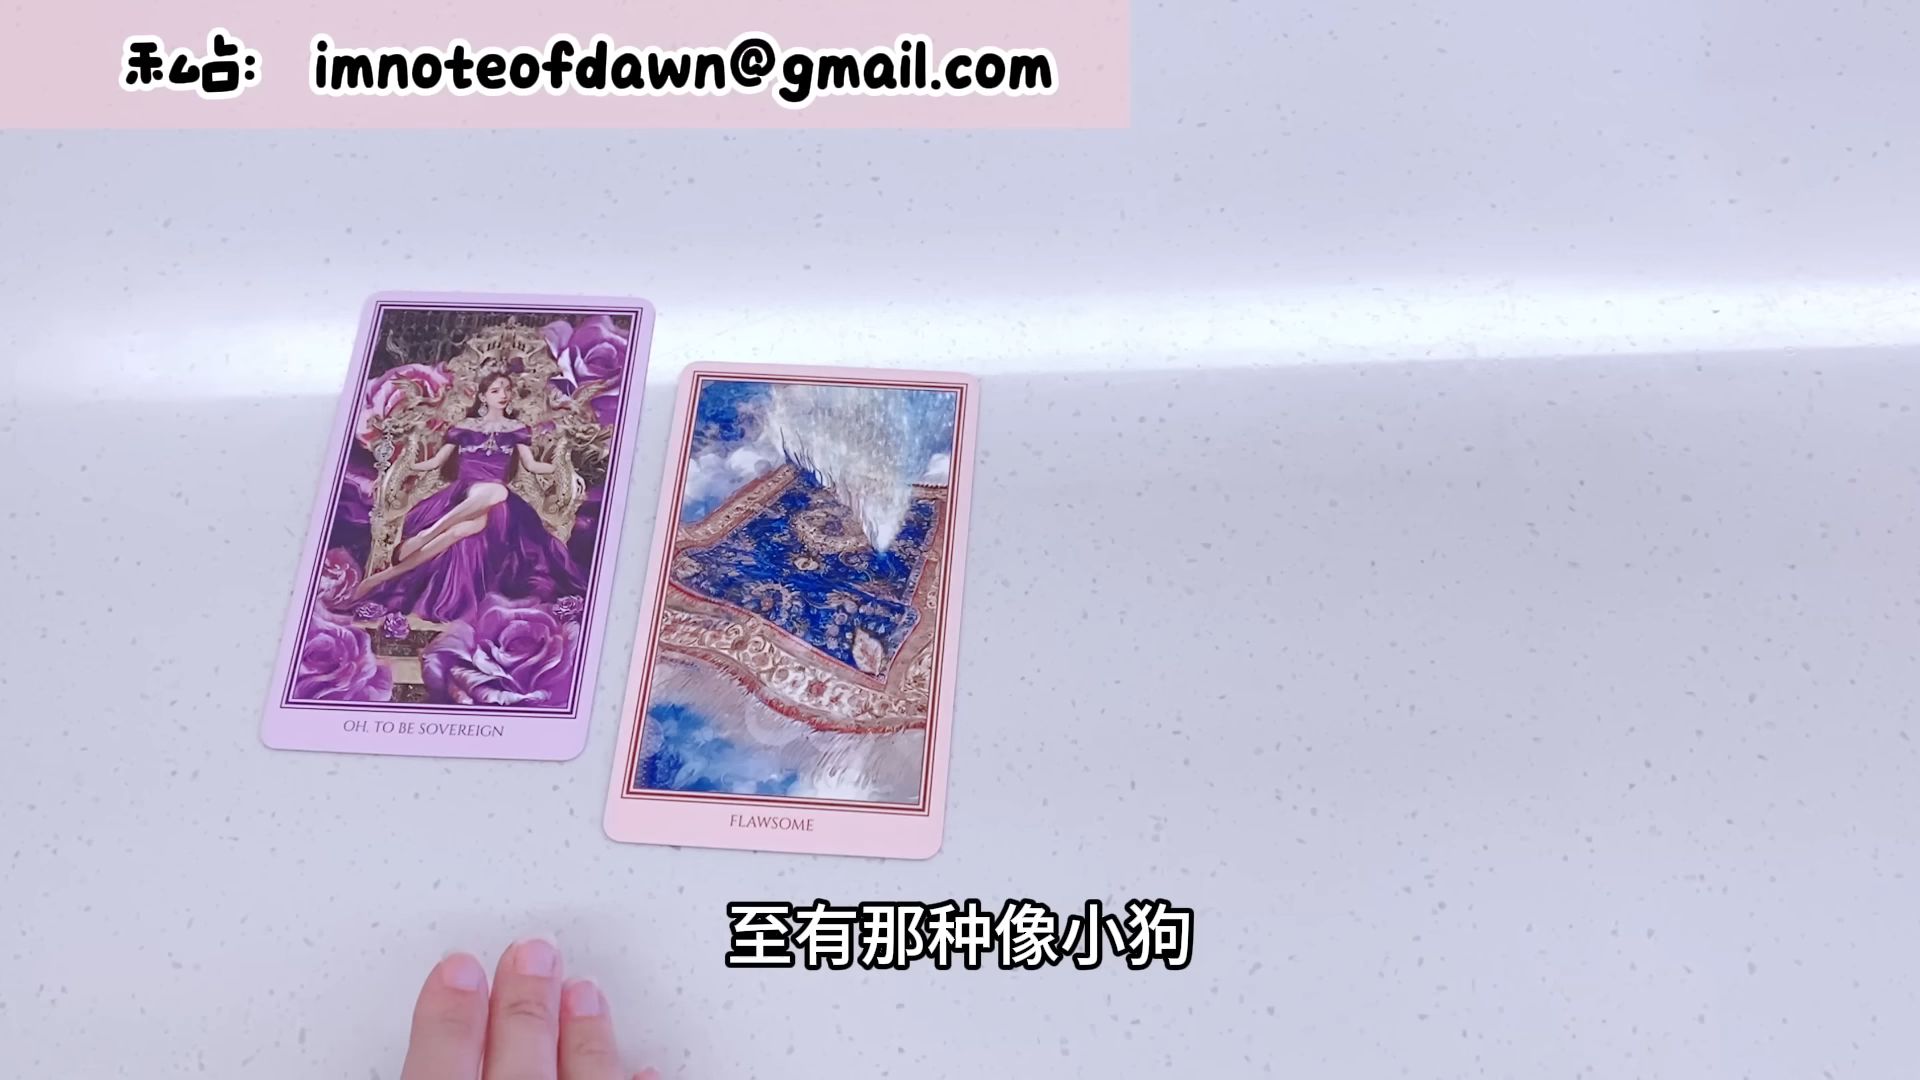 私占： imnoteofdawn@gmail.com
OH, TO BE SOVEREIGN
FLAWSOME
至有那种像小狗